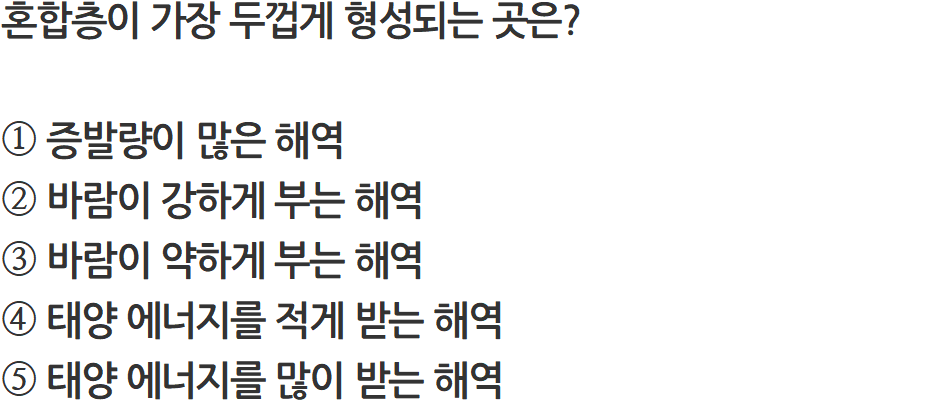 혼합층이 가장 두껍게 형성되는 곳은?
① 증발량이 많은 해역
② 바람이 강하게 부는 해역
③ 바람이 약하게 부는 해역
④ 태양 에너지를 적게 받는 해역
⑤ 태양 에너지를 많이 받는 해역